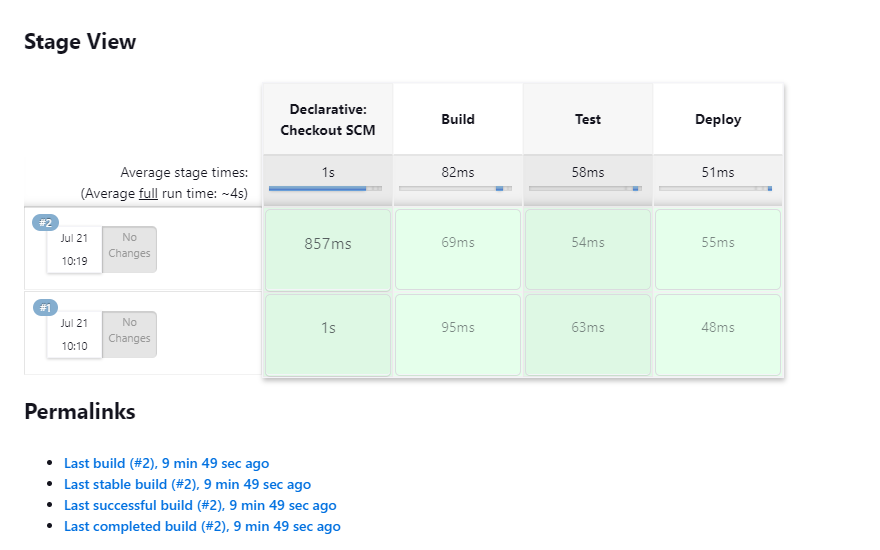 Stage View
Declarative:
Checkout SCM
Build
Test
Deploy
Average stage times:
(Average full run time: ~4s)
1s
82ms
58ms
51ms
#2
Jul 21
10:19
No
Changes
857ms
69ms
54ms
55ms
#1
Jul 21
10:10
No
Changes
1s
95ms
63ms
48ms
Permalinks
Last build (#2), 9 min 49 sec ago
Last stable build (#2), 9 min 49 sec ago
Last successful build (#2), 9 min 49 sec ago
Last completed build (#2), 9 min 49 sec ago